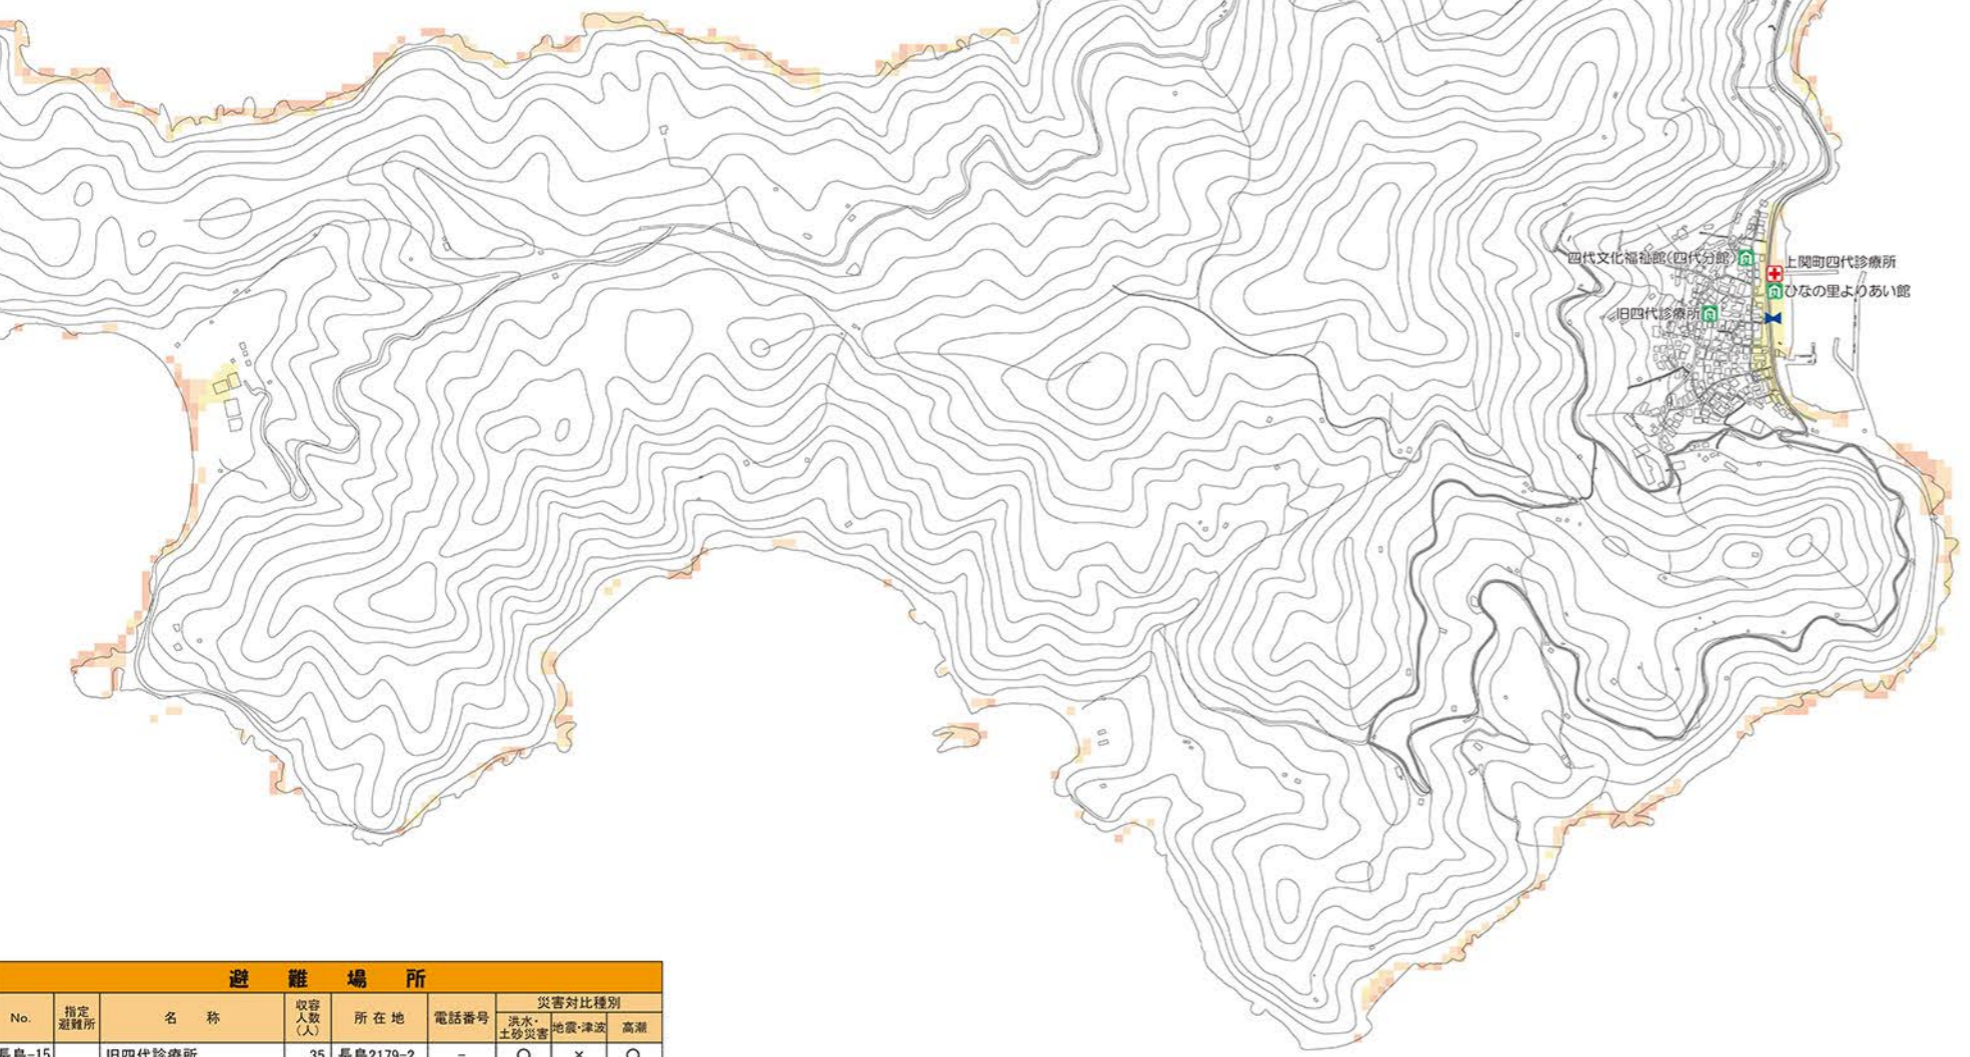 四代文化福祉館(四代分館)
上関町四代診療所
ひなの里よりあい館
旧四代診療所
避難場所
No.
指定
避難所
名称
収容
人数
(人)
所在地
電話番号
災害対比種別
洪水・
土砂災害
地震・津波
高潮
長島-15 旧四代診療所 35 長島2179-2 - ○ × ○